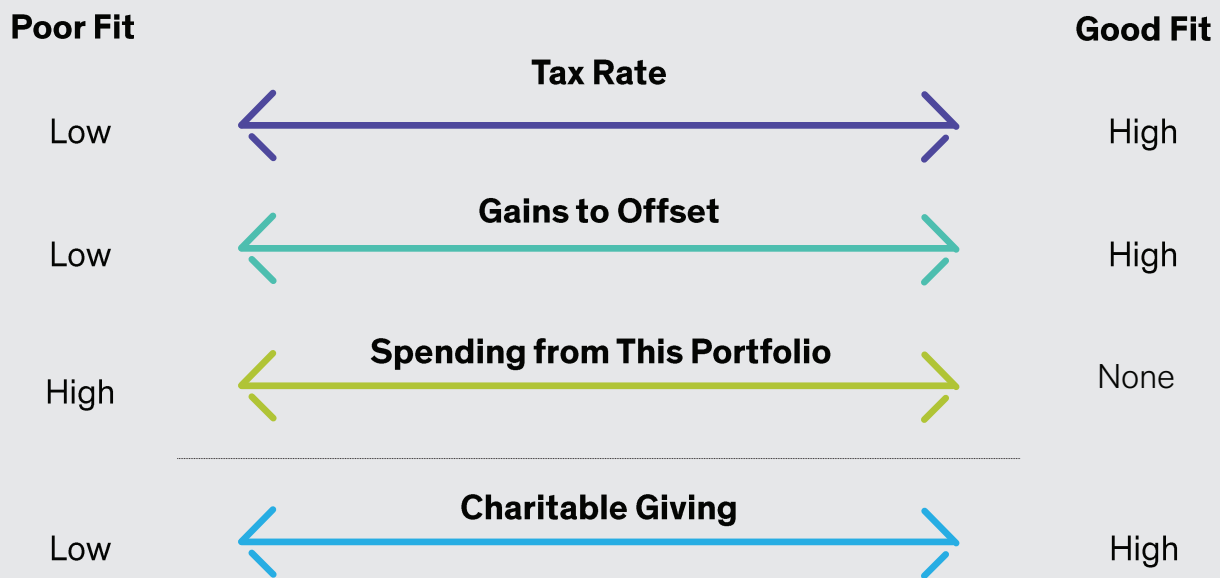 Poor Fit
Good Fit
Tax Rate
Low
High
Gains to Offset
Low
High
Spending from This Portfolio
High
None
Charitable Giving
Low
High